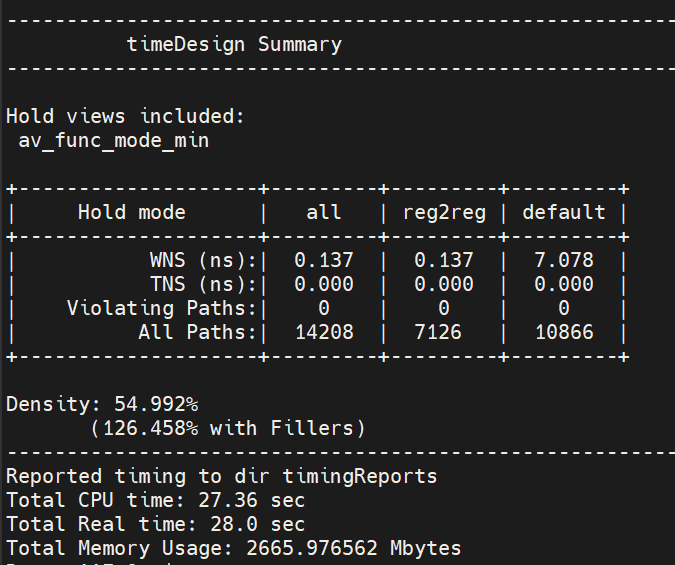 --------------------------------------------------------
timeDesign Summary
--------------------------------------------------------
Hold views included:
av_func_mode_min
+--------------------+---------+---------+---------+
|     Hold mode      |   all   | reg2reg | default |
+--------------------+---------+---------+---------+
|           WNS (ns):|  0.137  |  0.137  |  7.078  |
|           TNS (ns):|  0.000  |  0.000  |  0.000  |
|    Violating Paths:|    0    |    0    |    0    |
|          All Paths:|  14208  |  7126   |  10866  |
+--------------------+---------+---------+---------+
Density: 54.992%
(126.458% with Fillers)
--------------------------------------------------------
Reported timing to dir timingReports
Total CPU time: 27.36 sec
Total Real time: 28.0 sec
Total Memory Usage: 2665.976562 Mbytes